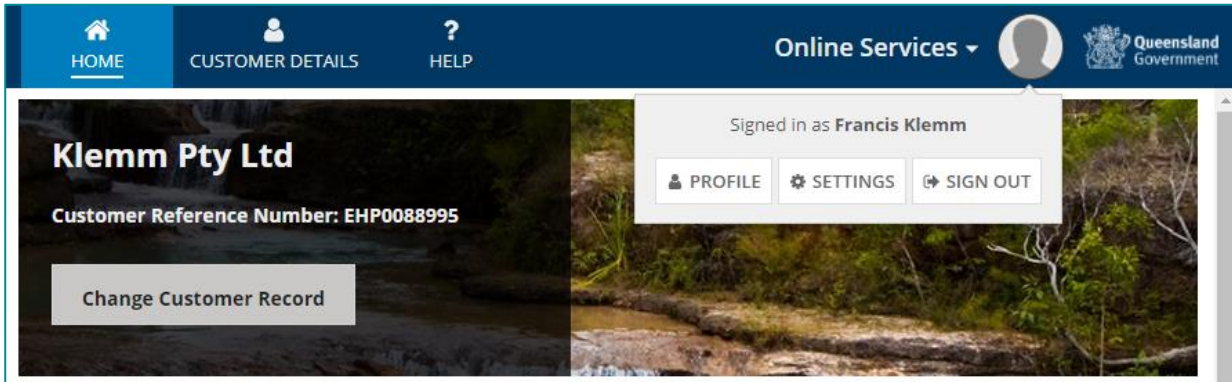 HOME
CUSTOMER DETAILS
? HELP
Online Services
Queensland
Government
Signed in as Francis Klemm
PROFILE
SETTINGS
SIGN OUT
Klemm Pty Ltd
Customer Reference Number: EHP0088995
Change Customer Record